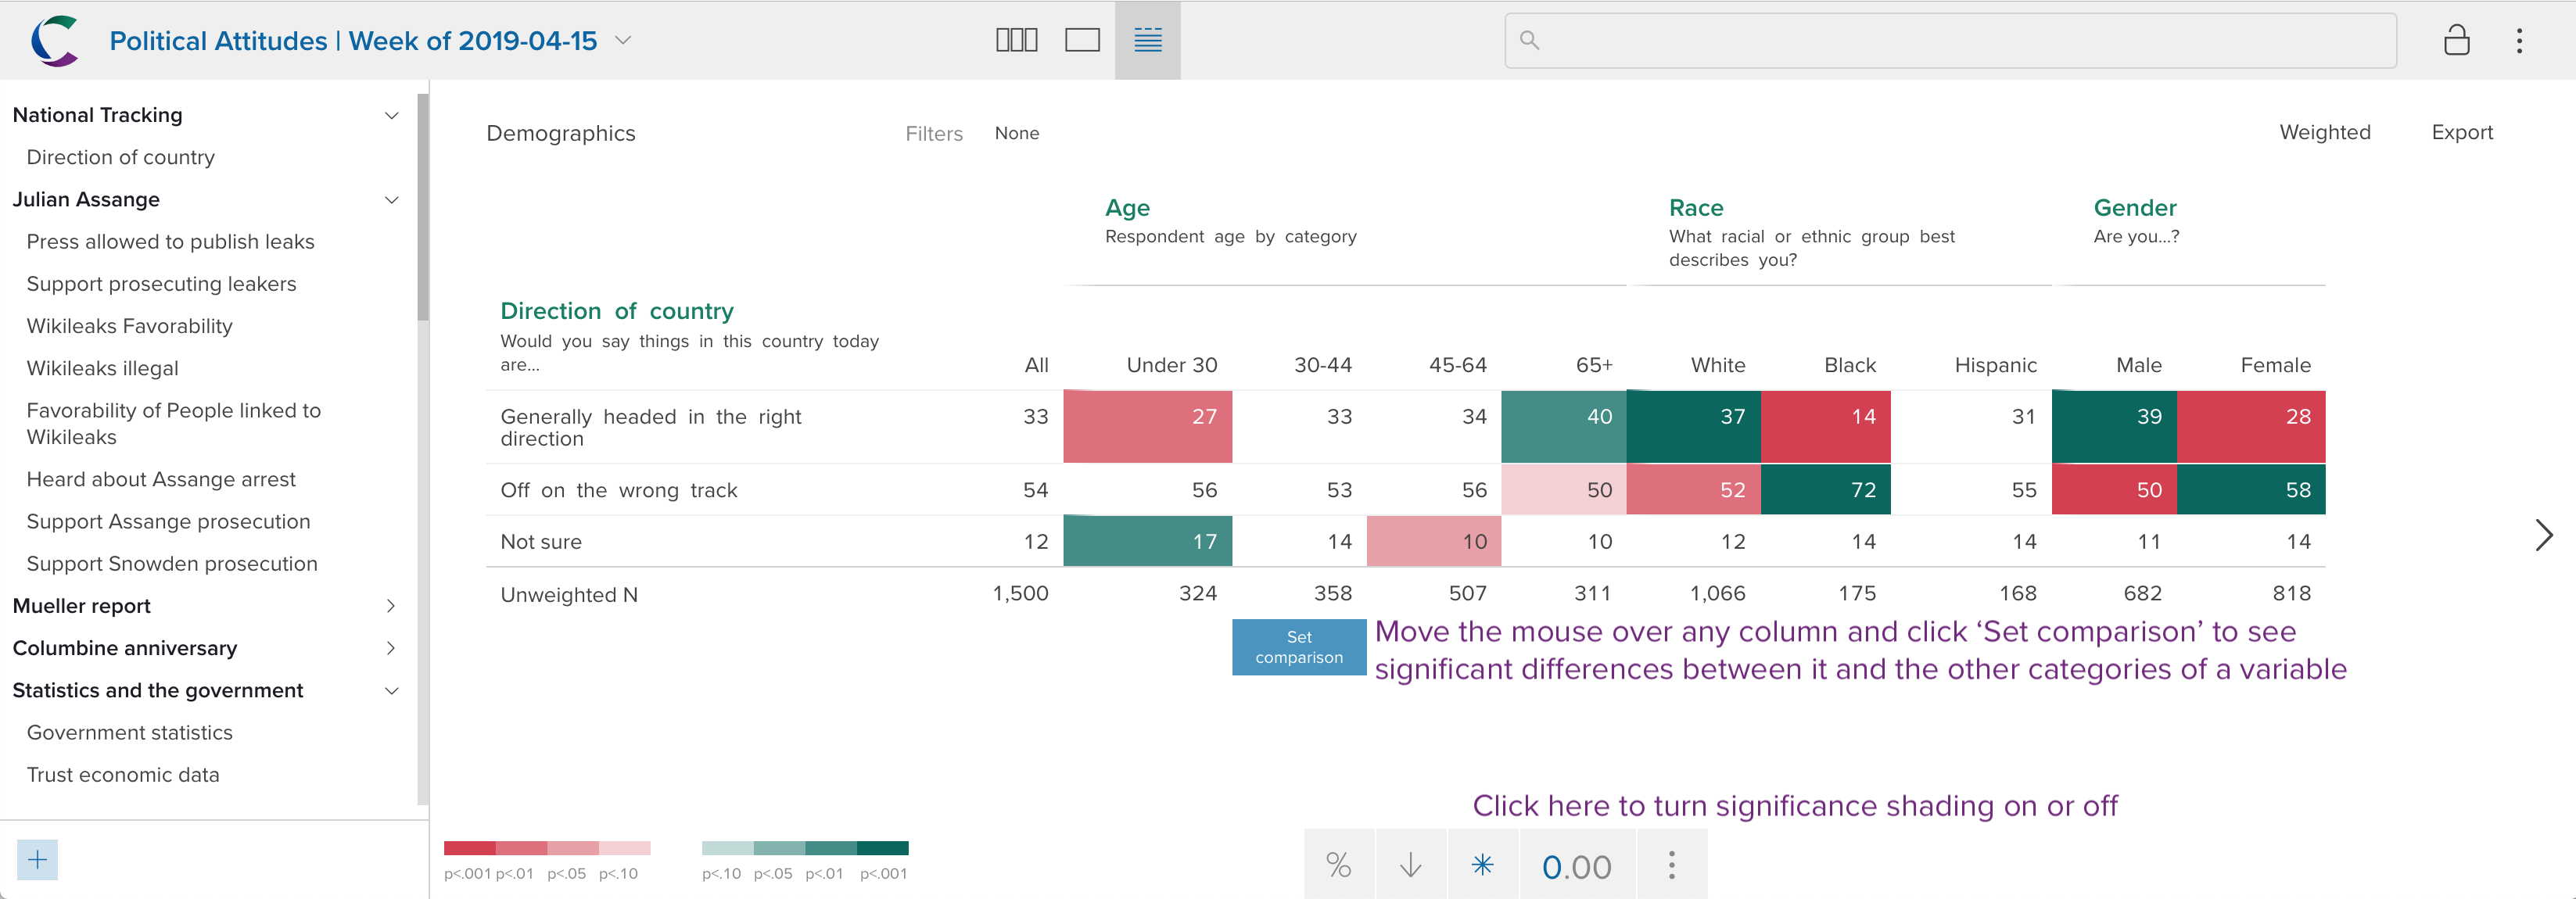 Political Attitudes | Week of 2019-04-15
National Tracking
Direction of country
Julian Assange
Press allowed to publish leaks
Support prosecuting leakers
Wikileaks Favorability
Wikileaks illegal
Favorability of People linked to
Wikileaks
Heard about Assange arrest
Support Assange prosecution
Support Snowden prosecution
Mueller report
Columbine anniversary
Statistics and the government
Government statistics
Trust economic data
+
Demographics Filters None Weighted Export
Age Race Gender
Respondent age by category What racial or ethnic group best Are you...?
describes you?
Direction of country
Would you say things in this country today
are... All Under 30 30-44 45-64 65+ White Black Hispanic Male Female
Generally headed in the right 33 27 33 34 40 37 14 31 39 28
direction
Off on the wrong track 54 56 53 56 50 52 72 55 50 58
Not sure 12 17 14 10 10 12 14 14 11 14
Unweighted N 1,500 324 358 507 311 1,066 175 168 682 818
Set
comparison
Move the mouse over any column and click ‘Set comparison’ to see
significant differences between it and the other categories of a variable
Click here to turn significance shading on or off
p<.001 p<.01 p<.05 p<.10 p<.10 p<.05 p<.01 p<.001
% 0.00